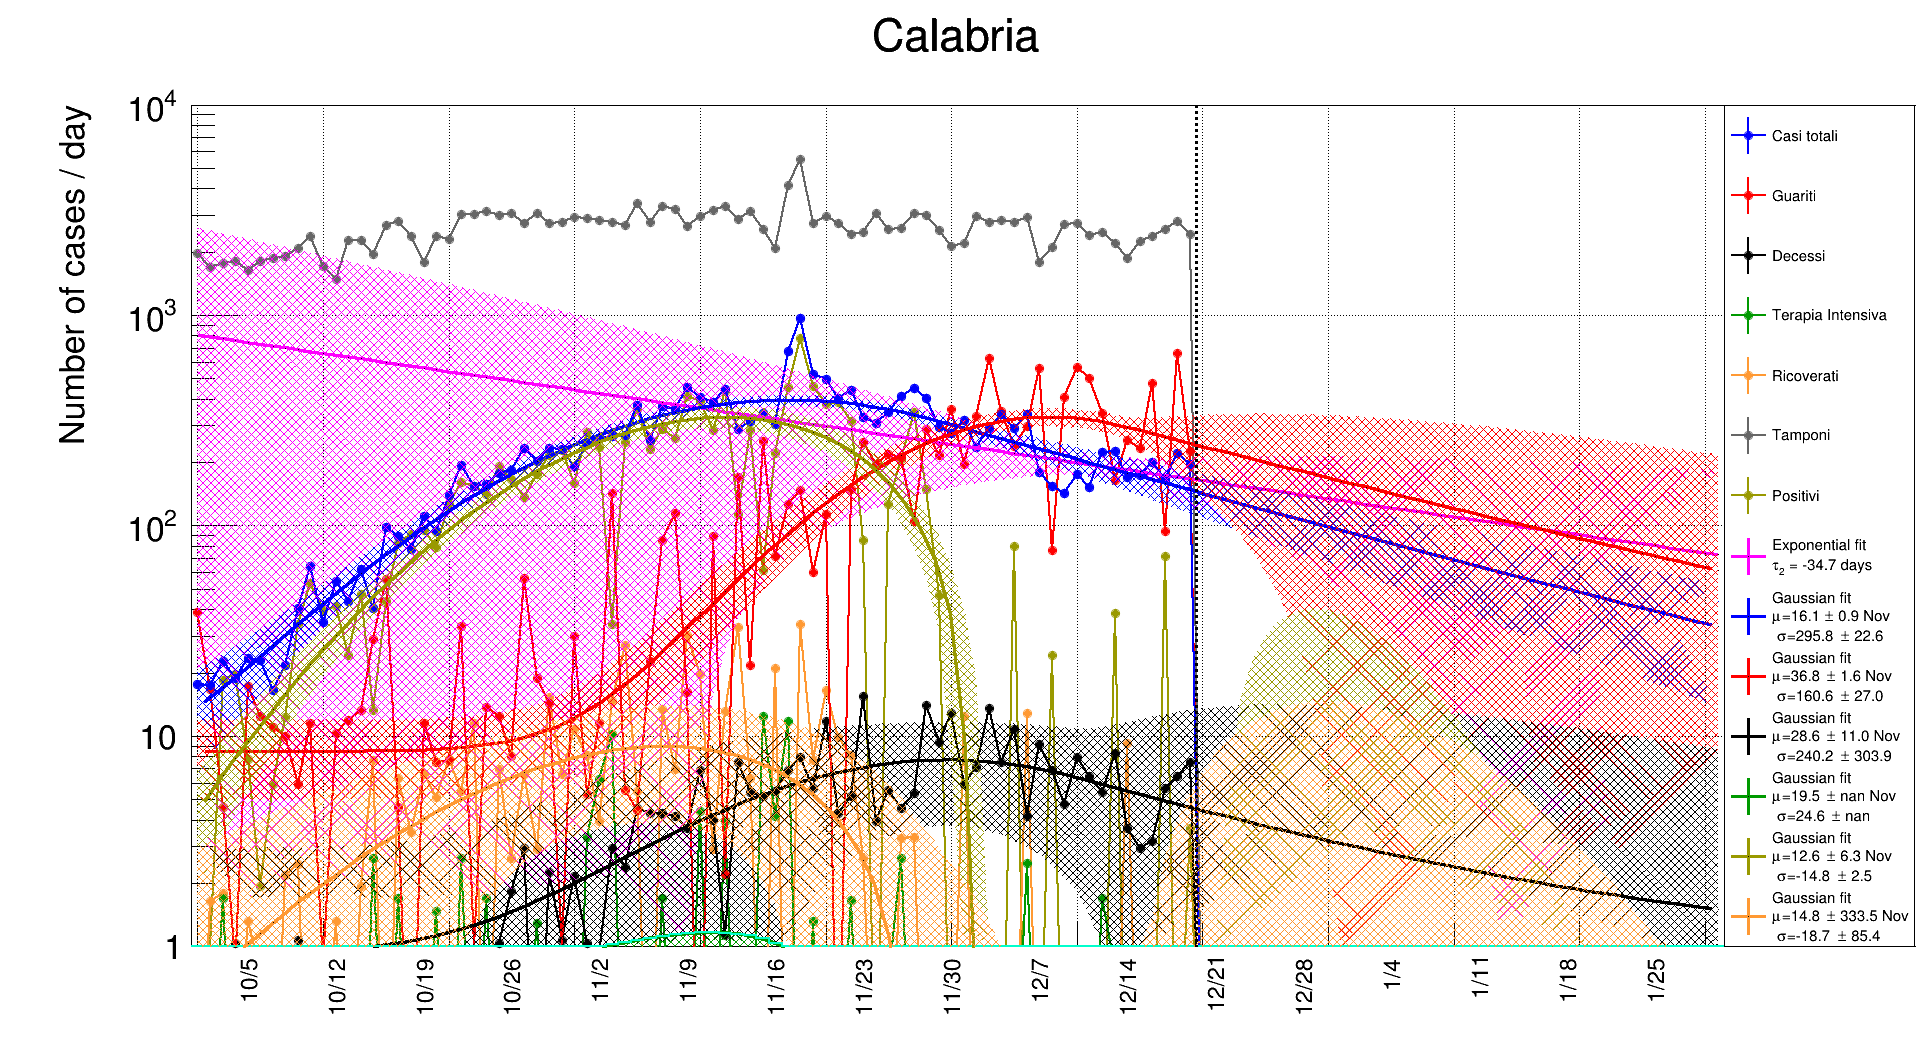 Calabria
Number of cases / day
10^4
10^3
10^2
10
1
10/5
10/12
10/19
10/26
11/2
11/9
11/16
11/23
11/30
12/7
12/14
12/21
12/28
1/4
1/11
1/18
1/25
Casi totali
Guariti
Decessi
Terapia Intensiva
Ricoverati
Tamponi
Positivi
Exponential fit
τ₂ = -34.7 days
Gaussian fit
μ=16.1 ± 0.9 Nov
σ=295.8 ± 22.6
Gaussian fit
μ=36.8 ± 1.6 Nov
σ=160.6 ± 27.0
Gaussian fit
μ=28.6 ± 11.0 Nov
σ=240.2 ± 303.9
Gaussian fit
μ=19.5 ± nan Nov
σ=24.6 ± nan
Gaussian fit
μ=12.6 ± 6.3 Nov
σ=-14.8 ± 2.5
Gaussian fit
μ=14.8 ± 333.5 Nov
σ=-18.7 ± 85.4